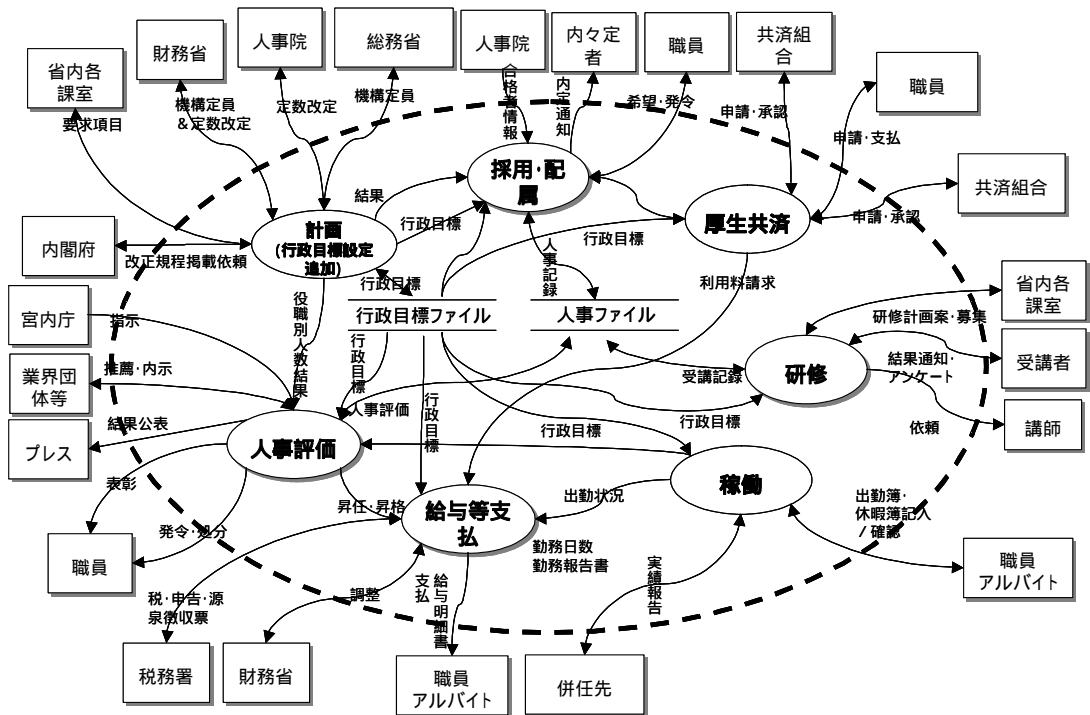 省内各
課室
財務省
人事院
総務省
人事院
内々定
者
職員
共済組
合
職員
要求項目
機構定員
＆定数改定
定数改定
機構定員
合格者情報
内定通知
希望・発令
申請・承認
申請・支払
採用・配
属
共済組合
結果
計画
(行政目標設定
追加)
行政目標
厚生共済
申請・承認
内閣府
改正規程掲載依頼
行政目標
人事記録
行政目標
利用料請求
省内各
課室
宮内庁
指示
役職別人数結果
行政目標ファイル
人事ファイル
研修計画案・募集
業界団
体等
推薦・内示
行政目標
受講記録
研修
結果通知・
アンケート
受講者
人事評価
行政目標
プレス
結果公表
人事評価
行政目標
行政目標
依頼
講師
表彰
昇任・昇格
給与等支
払
出勤状況
稼働
出勤簿・
休暇簿記入
/確認
発令・処分
職員
勤務日数
勤務報告書
職員
アルバイト
税・申告・源
泉徴収票
調整
支払
給与明細書
実績報告
税務署
財務省
職員
アルバイト
併任先